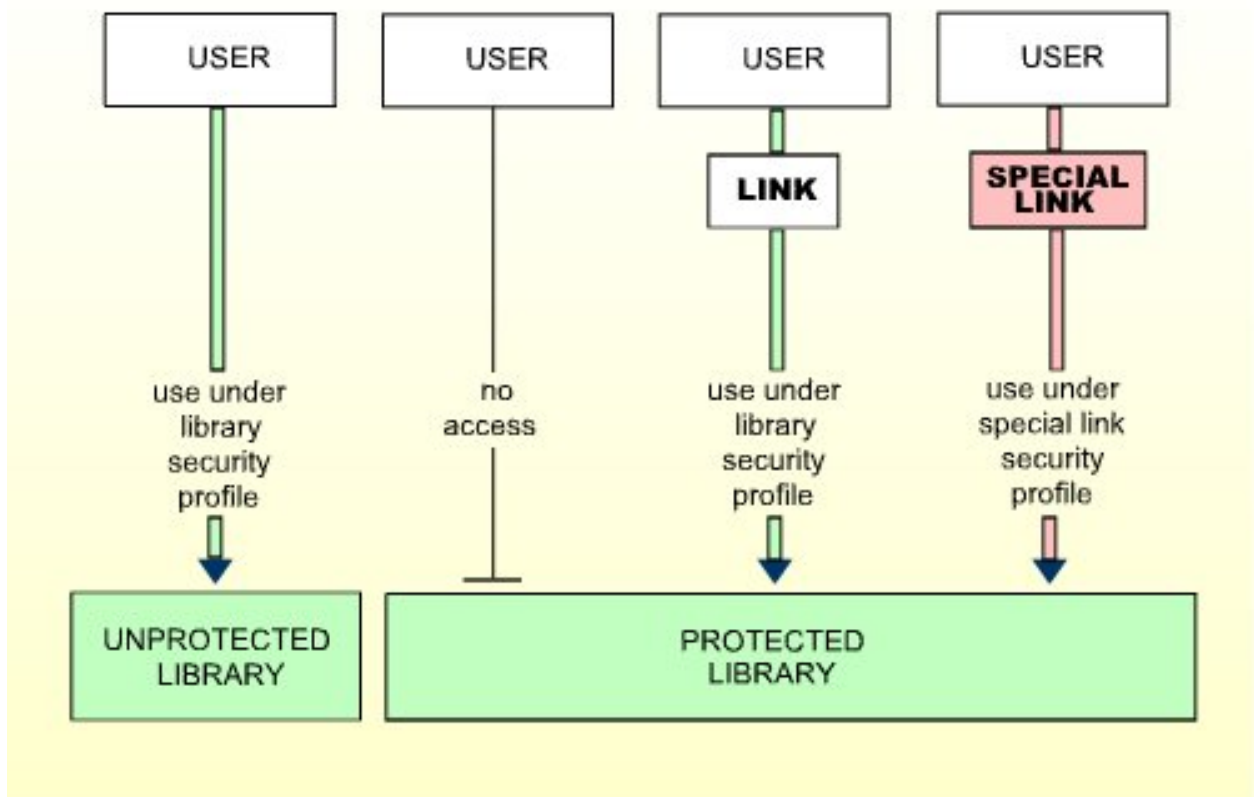 USER
USER
USER
USER
LINK
SPECIAL
LINK
use under
library
security
profile
no
access
use under
library
security
profile
use under
special link
security
profile
UNPROTECTED
LIBRARY
PROTECTED
LIBRARY